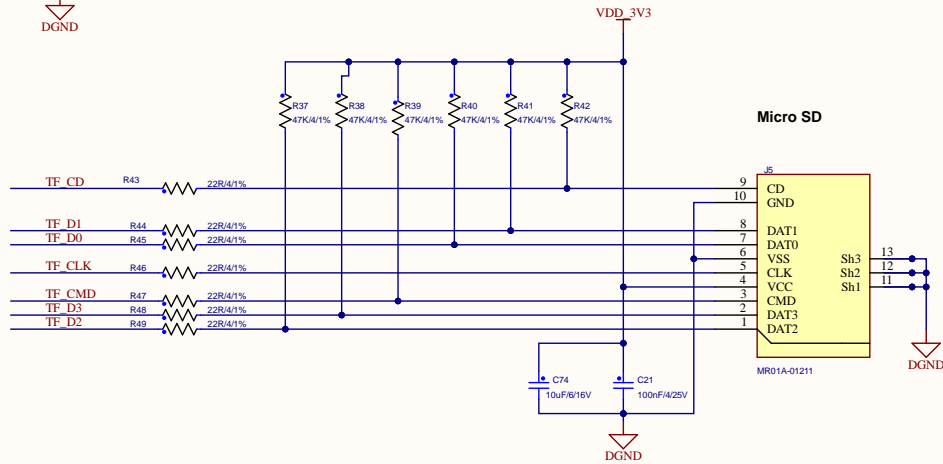 DGND
VDD_3V3
R37
47K/4/1%
R38
47K/4/1%
R39
47K/4/1%
R40
47K/4/1%
R41
47K/4/1%
R42
47K/4/1%
Micro SD
J5
TF_CD
R43
22R/4/1%
9
CD
10
GND
TF_D1
R44
22R/4/1%
8
DAT1
TF_D0
R45
22R/4/1%
7
DAT0
6
VSS
Sh3
13
TF_CLK
R46
22R/4/1%
5
CLK
Sh2
12
4
VCC
Sh1
11
TF_CMD
R47
22R/4/1%
3
CMD
TF_D3
R48
22R/4/1%
2
DAT3
TF_D2
R49
22R/4/1%
1
DAT2
DGND
MR01A-01211
C74
10uF/6/16V
C21
100nF/4/25V
DGND